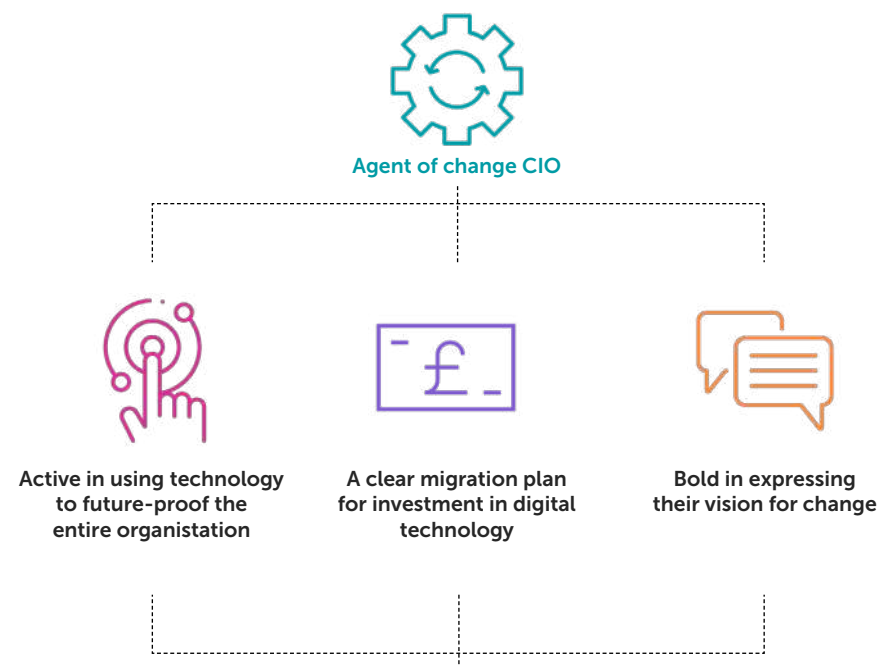 £
Agent of change CIO
Active in using technology
to future-proof the
entire organistation
A clear migration plan
for investment in digital
technology
Bold in expressing
their vision for change